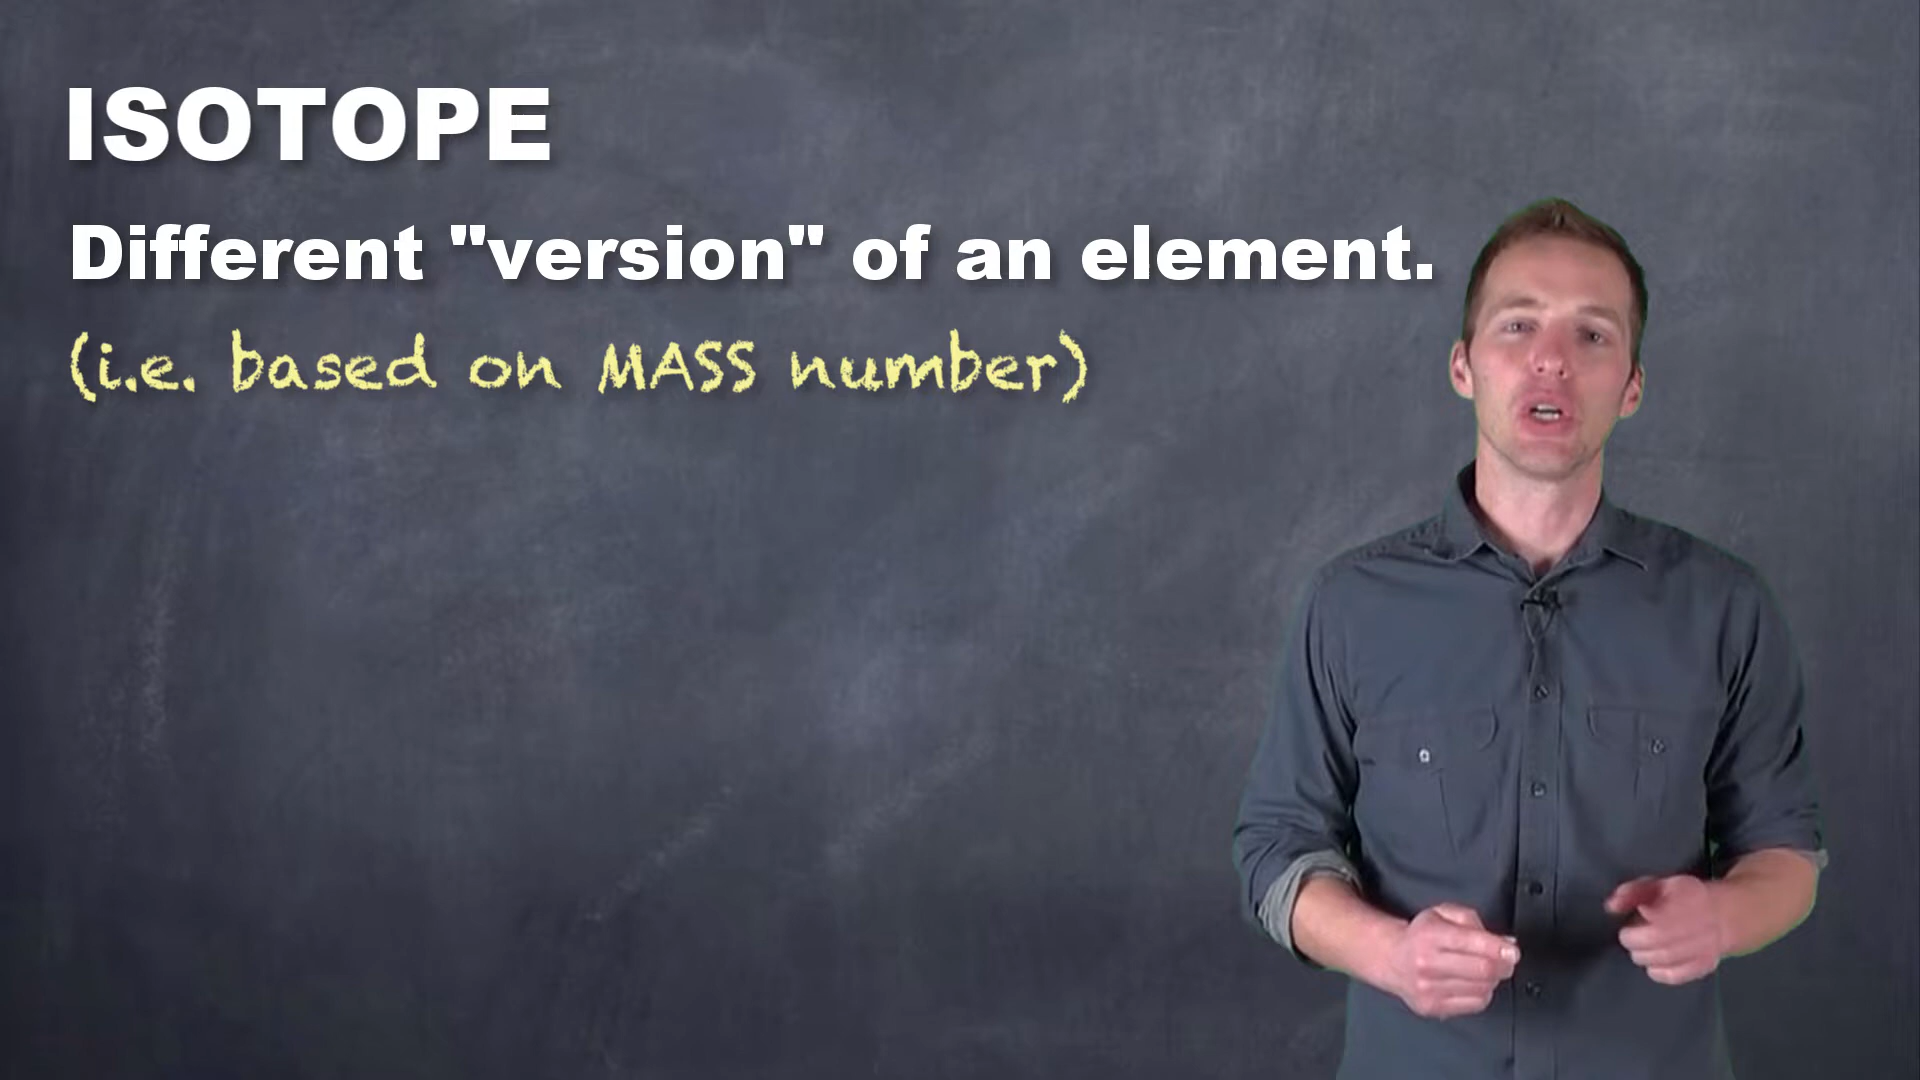 ISOTOPE
Different "version" of an element.
(i.e. based on MASS number)